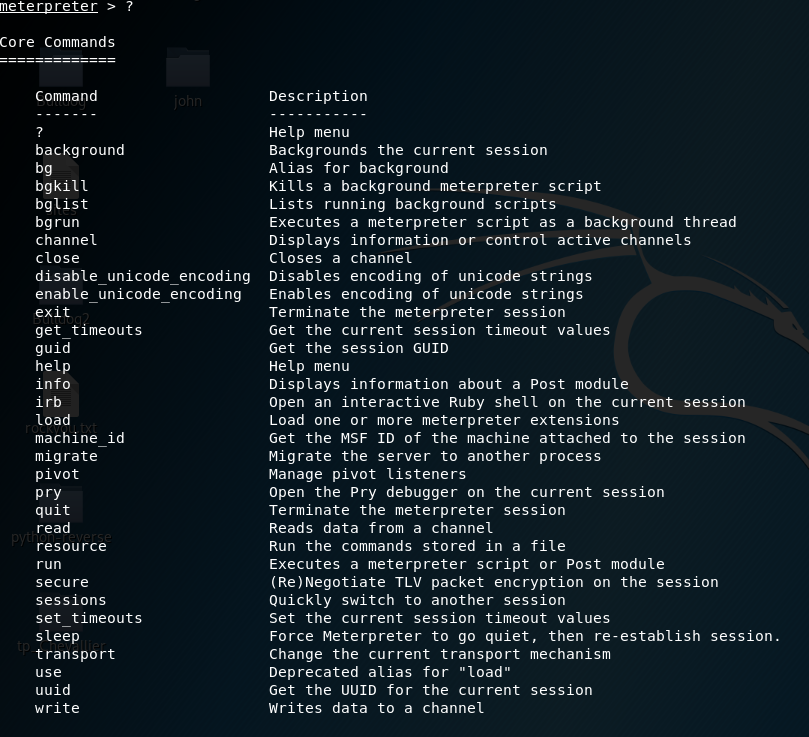 meterpreter > ?
Core Commands
=============
Command Description
------- -----------
? Help menu
background Backgrounds the current session
bg Alias for background
bgkill Kills a background meterpreter script
bglist Lists running background scripts
bgrun Executes a meterpreter script as a background thread
channel Displays information or control active channels
close Closes a channel
disable_unicode_encoding Disables encoding of unicode strings
enable_unicode_encoding Enables encoding of unicode strings
exit Terminate the meterpreter session
get_timeouts Get the current session timeout values
guid Get the session GUID
help Help menu
info Displays information about a Post module
irb Open an interactive Ruby shell on the current session
load Load one or more meterpreter extensions
machine_id Get the MSF ID of the machine attached to the session
migrate Migrate the server to another process
pivot Manage pivot listeners
pry Open the Pry debugger on the current session
quit Terminate the meterpreter session
read Reads data from a channel
resource Run the commands stored in a file
run Executes a meterpreter script or Post module
secure (Re)Negotiate TLV packet encryption on the session
sessions Quickly switch to another session
set_timeouts Set the current session timeout values
sleep Force Meterpreter to go quiet, then re-establish session.
transport Change the current transport mechanism
use Deprecated alias for "load"
uuid Get the UUID for the current session
write Writes data to a channel
john
Bulldog2
rockyou.txt
python-reverse